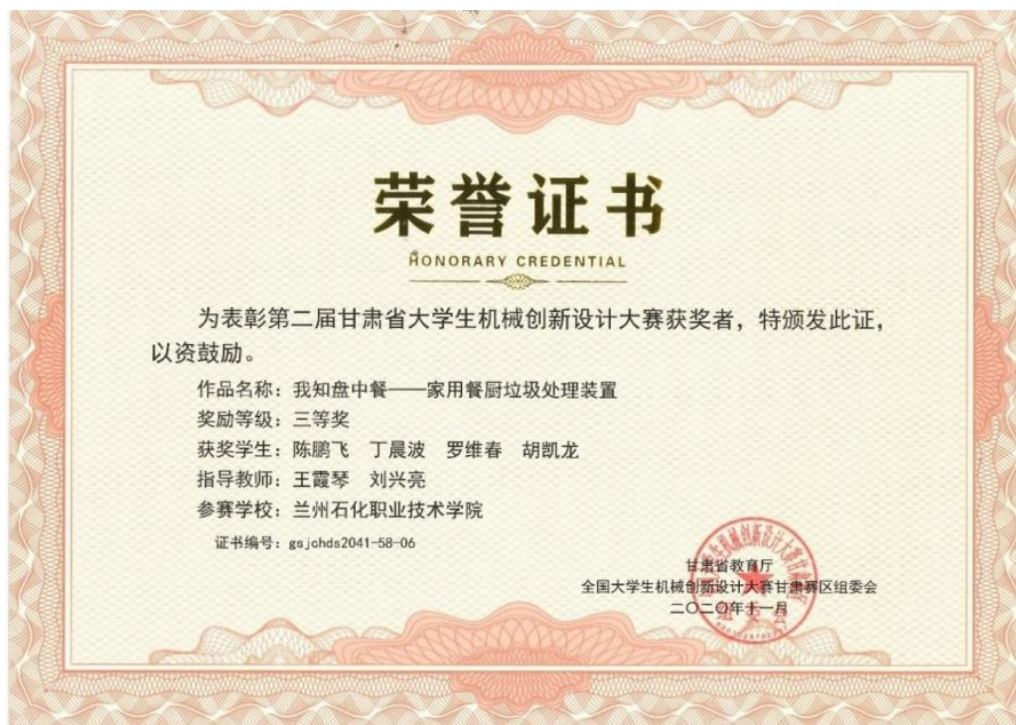 荣誉证书
HONORARY CREDENTIAL
为表彰第二届甘肃省大学生机械创新设计大赛获奖者，特颁发此证，
以资鼓励。
作品名称：我知盘中餐——家用餐厨垃圾处理装置
奖励等级：三等奖
获奖学生：陈鹏飞 丁晨波 罗维春 胡凯龙
指导教师：王霞琴 刘兴亮
参赛学校：兰州石化职业技术学院
证书编号：gsjchds2041-58-06
甘肃省教育厅
全国大学生机械创新设计大赛甘肃赛区组委会
二〇二〇年十一月